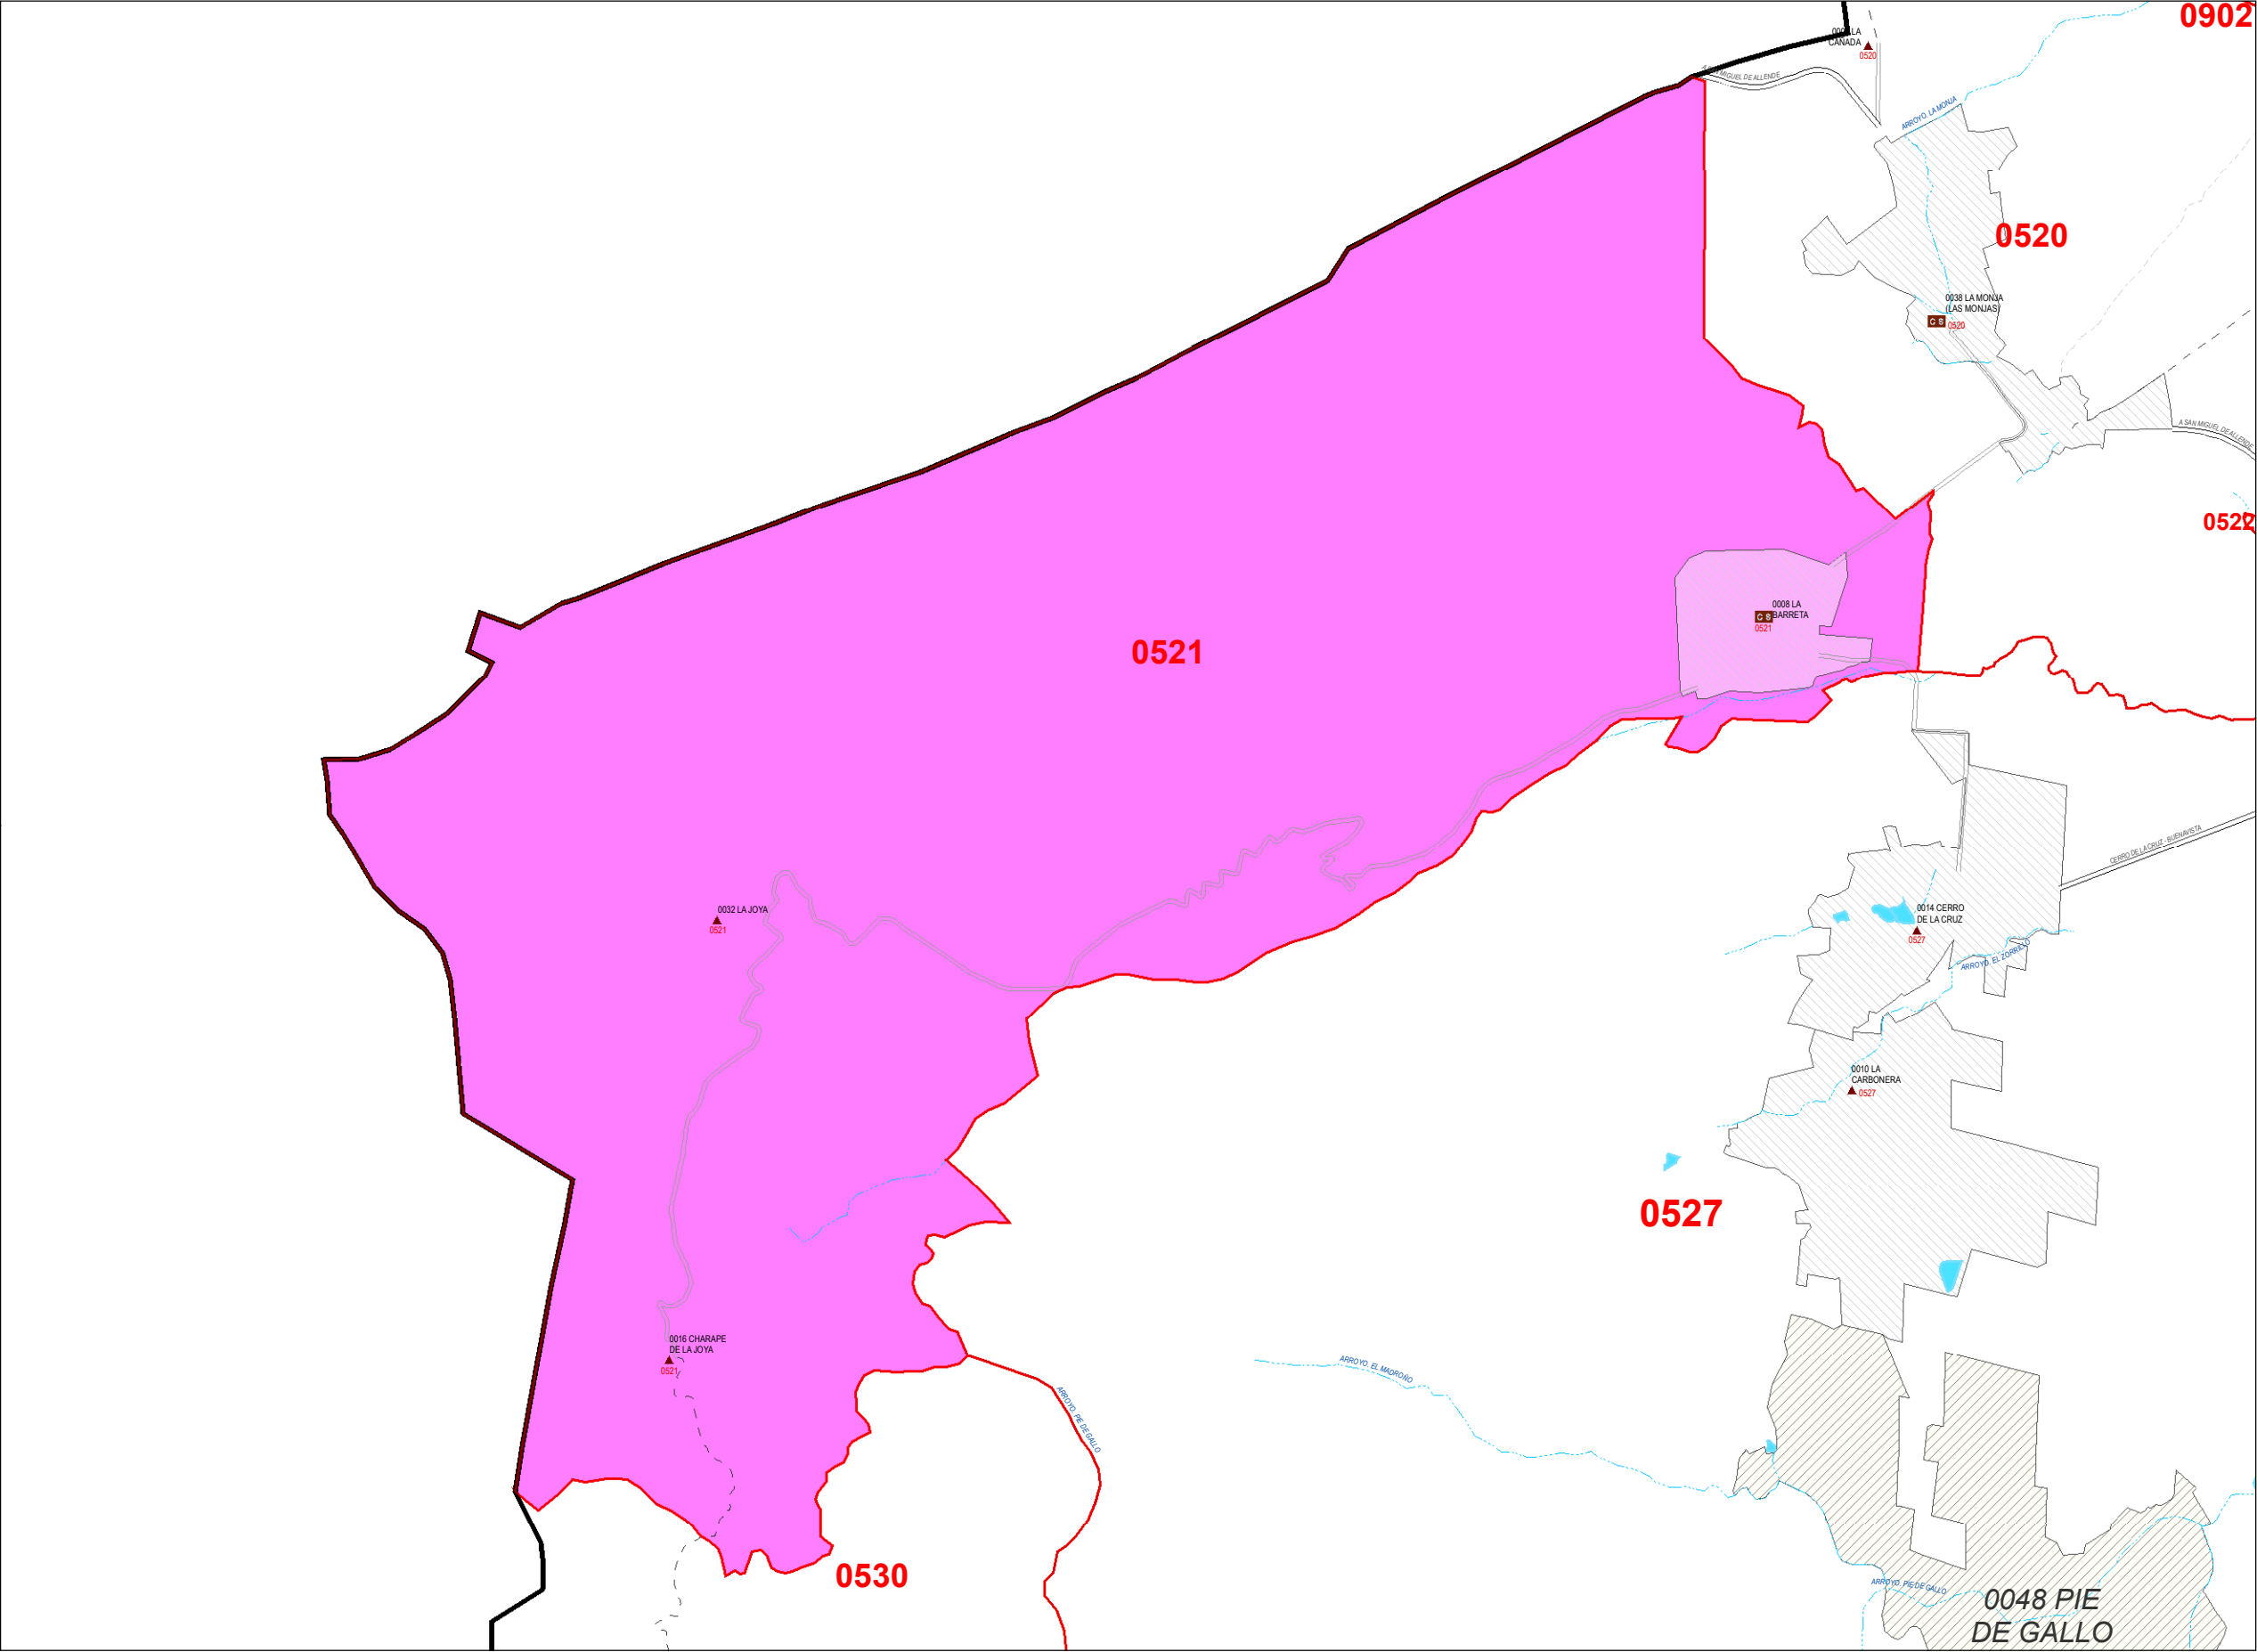 0902
LA
CAÑADA
0520
A SAN MIGUEL DE ALLENDE
ARROYO, LA MONJA
0520
0038 LA MONJA
(LAS MONJAS)
C S
0520
A SAN MIGUEL DE ALLENDE
0522
0008 LA
BARRETA
C S
0521
0521
CERRO DE LA CRUZ - BUENAVISTA
0032 LA JOYA
0521
0014 CERRO
DE LA CRUZ
0527
ARROYO, EL ZORRILLO
0010 LA
CARBONERA
0527
0527
0016 CHARAPE
DE LA JOYA
0521
ARROYO, EL MADROÑO
ARROYO, PIE DE GALLO
0530
ARROYO, PIE DE GALLO
0048 PIE
DE GALLO